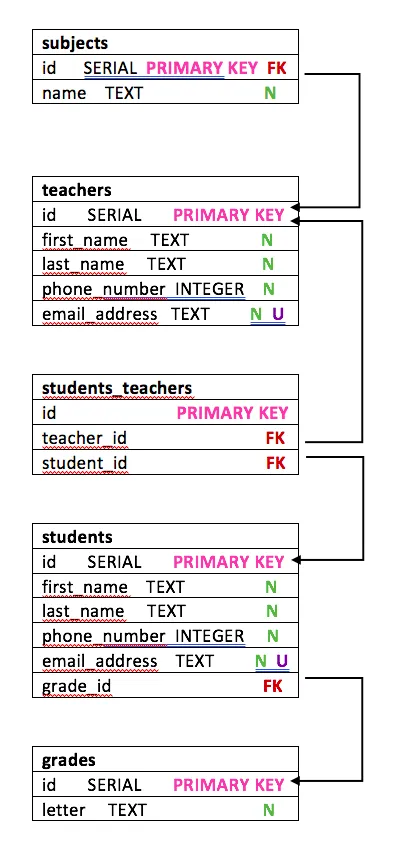 subjects
id SERIAL PRIMARY KEY FK
name TEXT N
teachers
id SERIAL PRIMARY KEY
first_name TEXT N
last_name TEXT N
phone_number INTEGER N
email_address TEXT N U
students_teachers
id PRIMARY KEY
teacher_id FK
student_id FK
students
id SERIAL PRIMARY KEY
first_name TEXT N
last_name TEXT N
phone_number INTEGER N
email_address TEXT N U
grade_id FK
grades
id SERIAL PRIMARY KEY
letter TEXT N